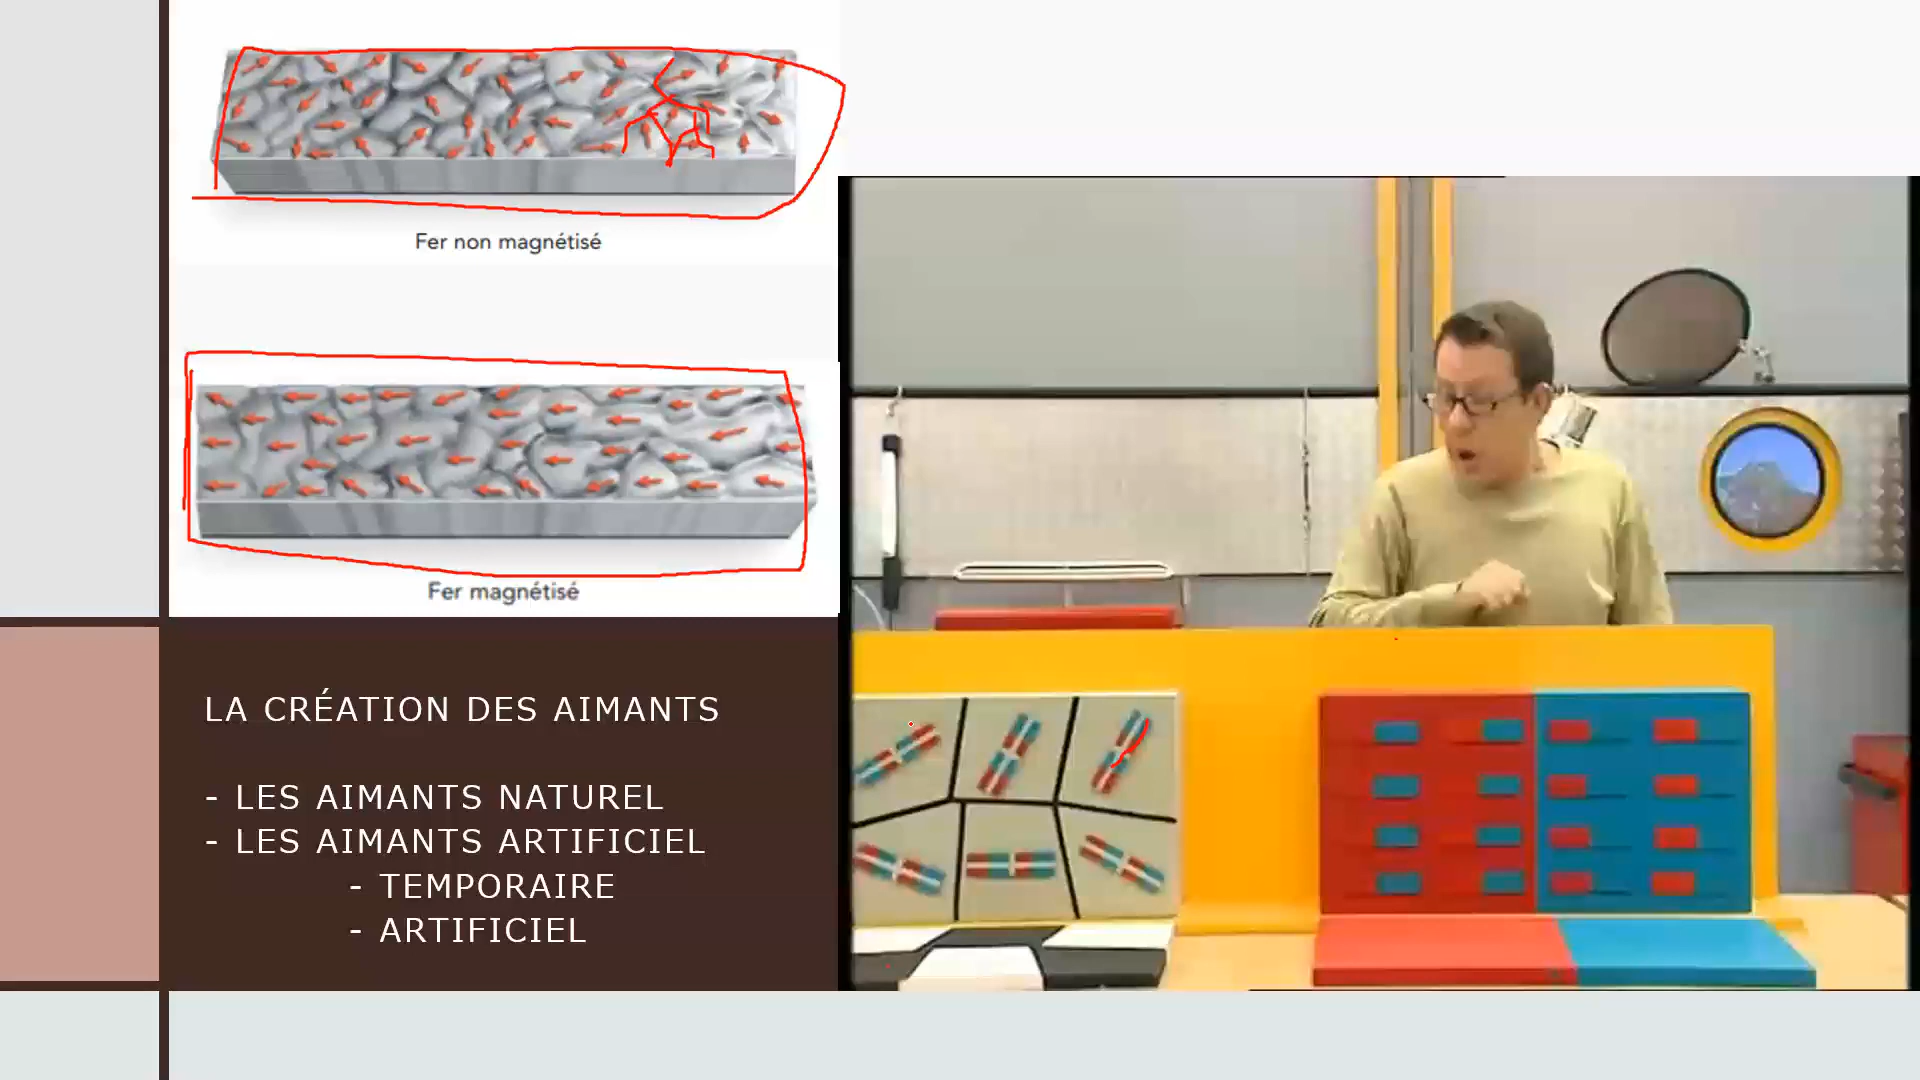 Fer non magnétisé
Fer magnétisé
LA CRÉATION DES AIMANTS
- LES AIMANTS NATUREL
- LES AIMANTS ARTIFICIEL
- TEMPORAIRE
- ARTIFICIEL